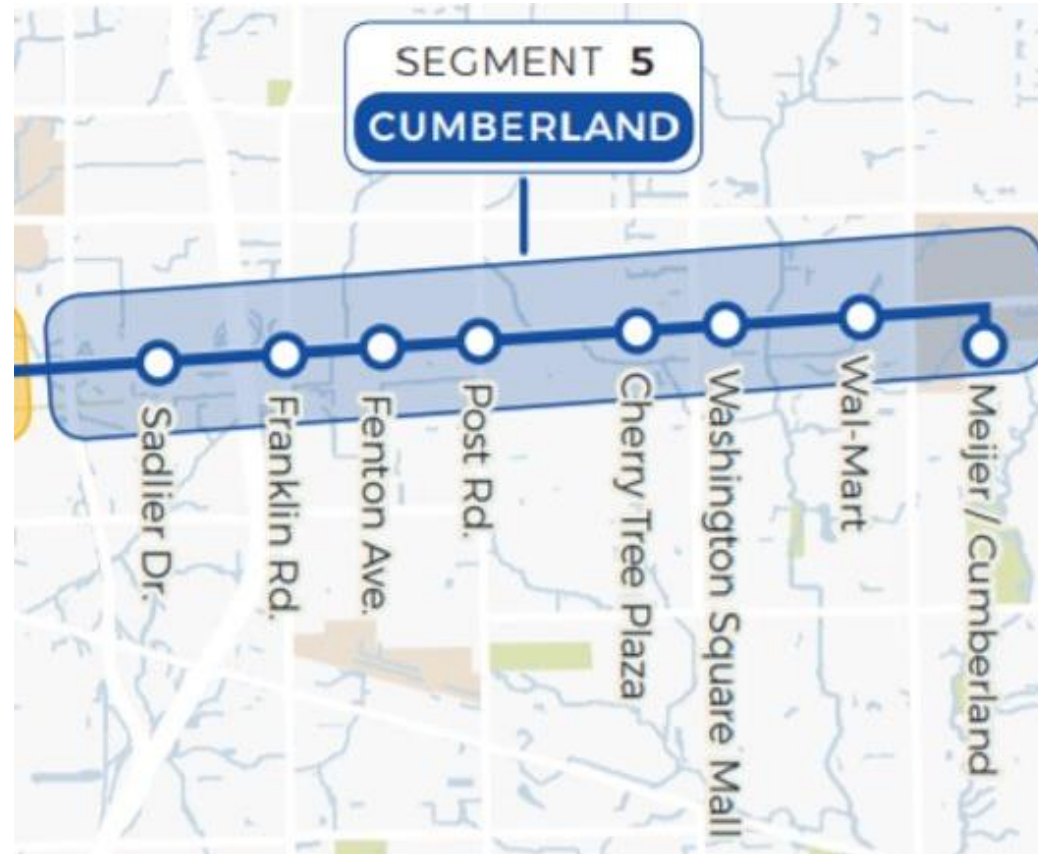 SEGMENT 5
CUMBERLAND
Sadlier Dr.
Franklin Rd.
Fenton Ave.
Post Rd.
Cherry Tree Plaza
Washington Square Mall
Wal-Mart
Meijer/Cumberland